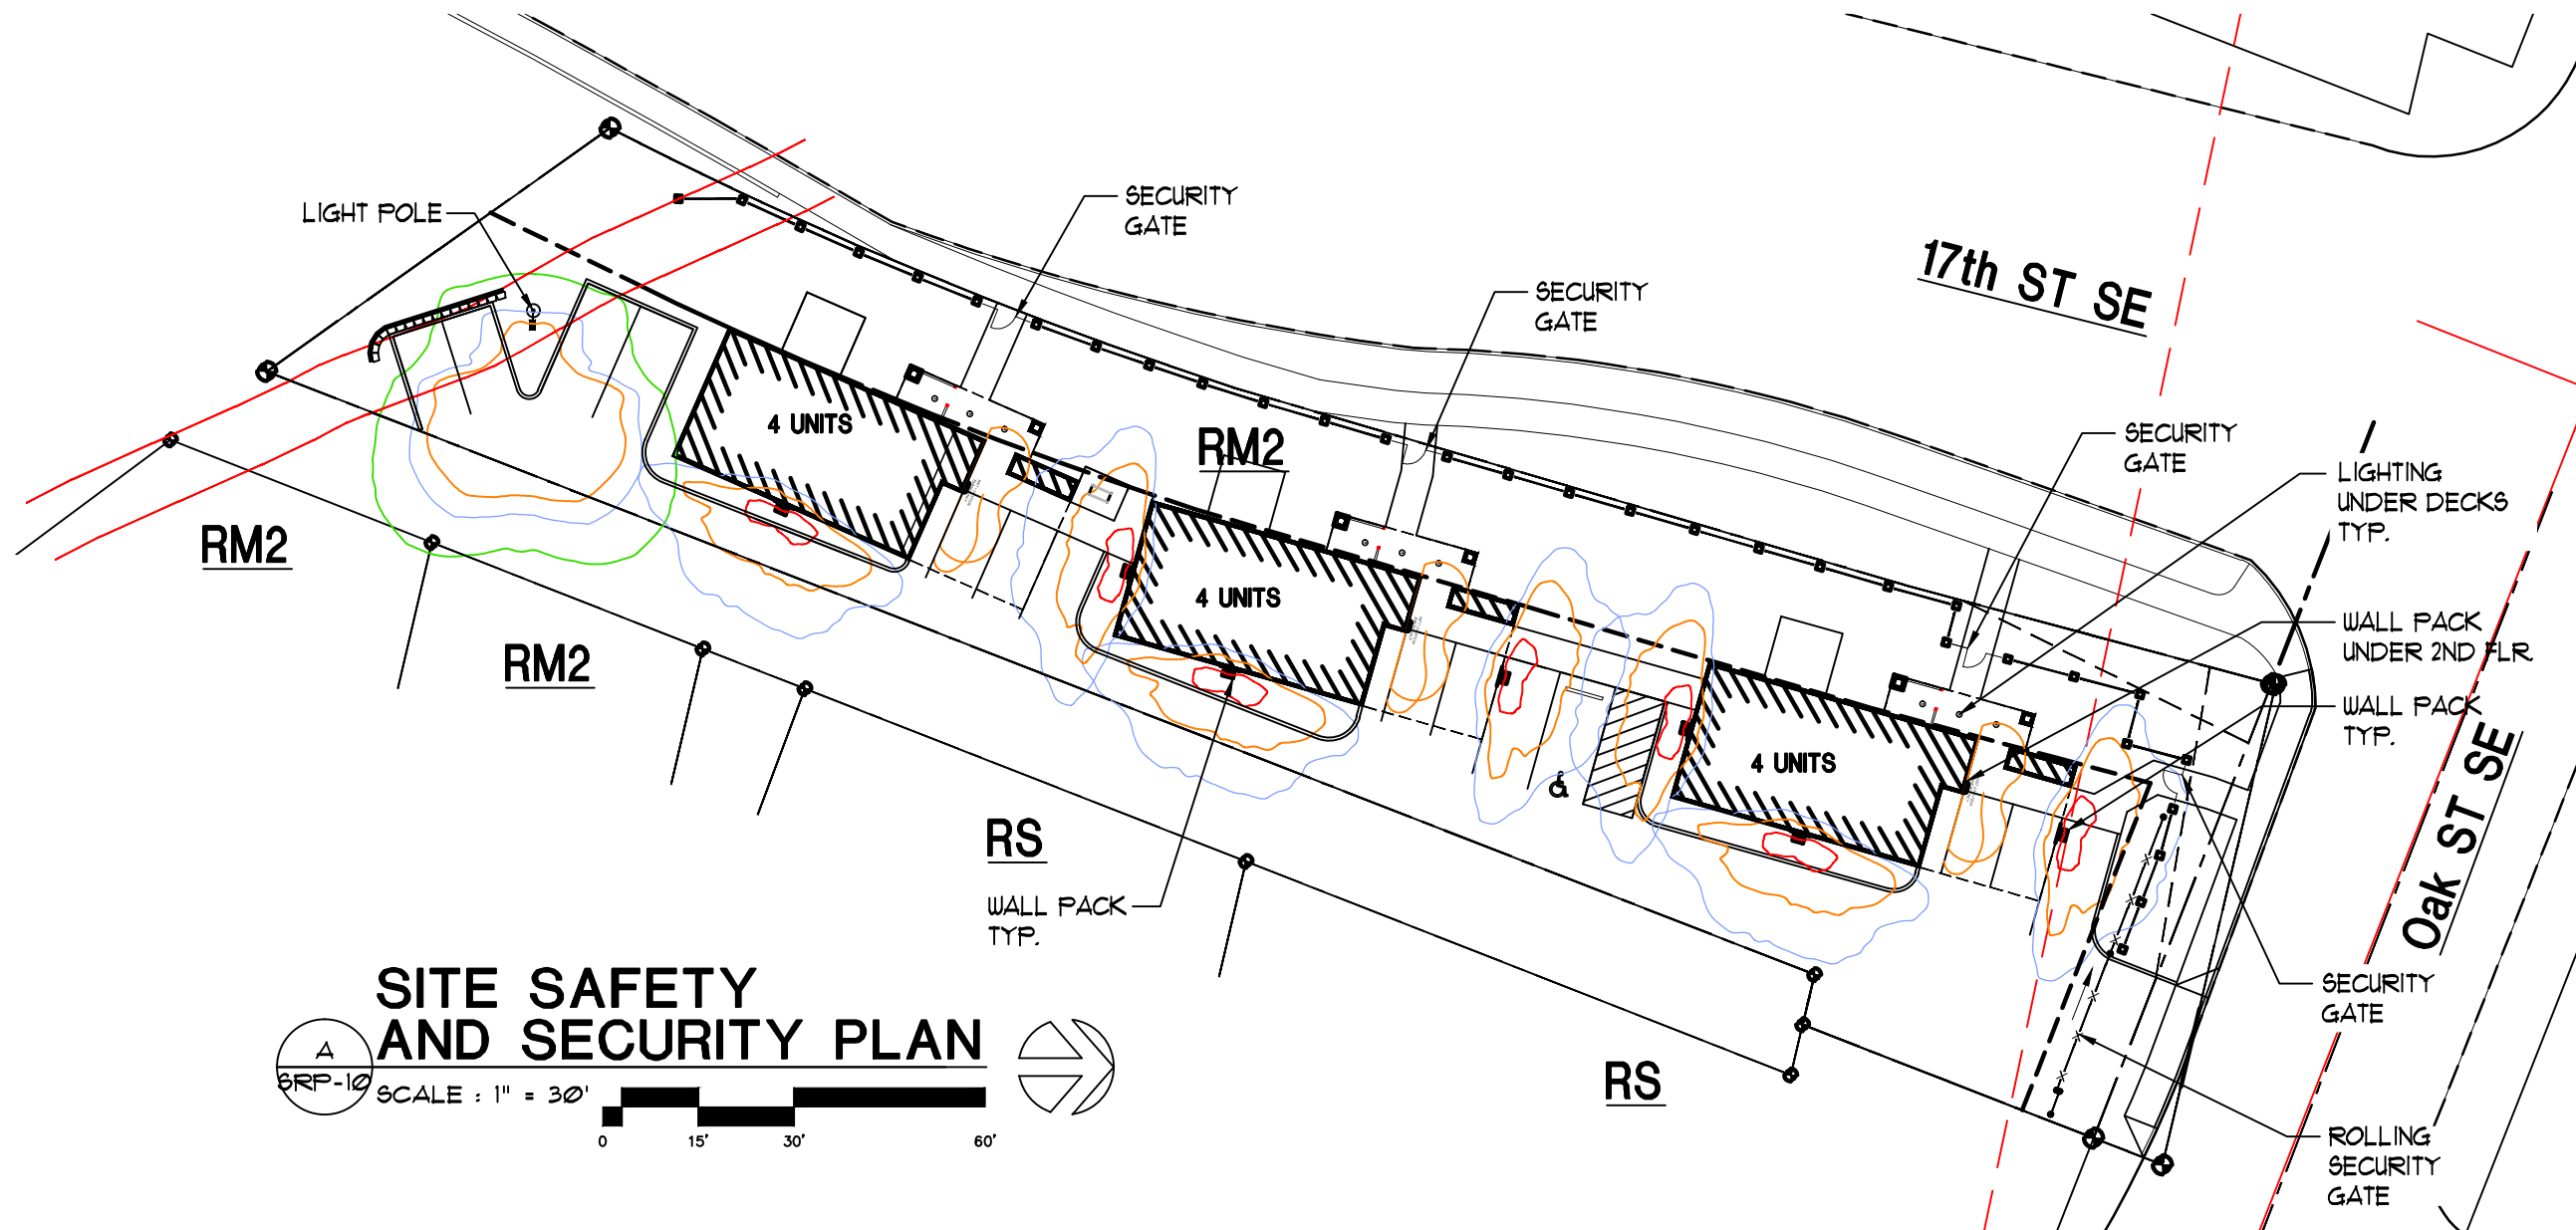 LIGHT POLE
SECURITY
GATE
SECURITY
GATE
17th ST SE
SECURITY
GATE
LIGHTING
UNDER DECKS
TYP.
4 UNITS
RM2
RM2
4 UNITS
WALL PACK
UNDER 2ND FLR.
RM2
WALL PACK
TYP.
4 UNITS
Oak ST SE
RS
WALL PACK
TYP.
SECURITY
GATE
SITE SAFETY
AND SECURITY PLAN
A
SRP-10
SCALE : 1" = 30'
0 15' 30' 60'
RS
ROLLING
SECURITY
GATE